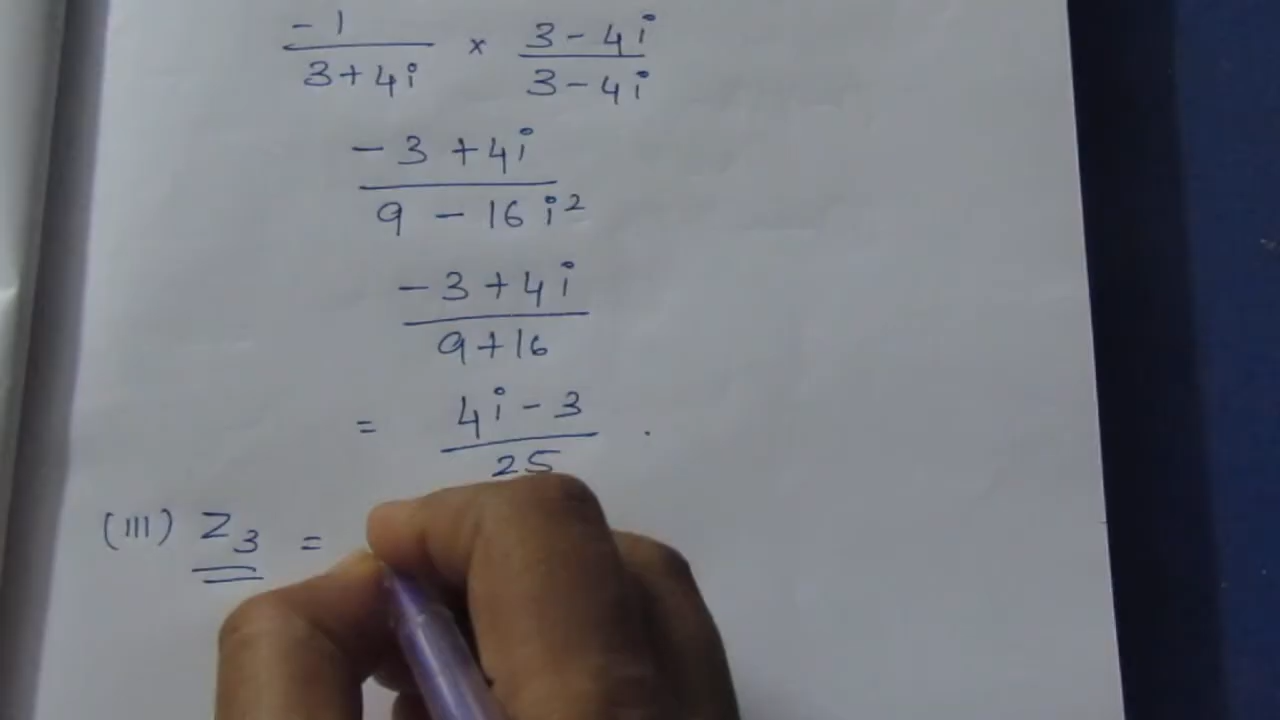 -1 / 3+4i × 3-4i / 3-4i
-3+4i / 9-16i²
-3+4i / 9+16
= 4i-3 / 25 .
(III) Z₃ =